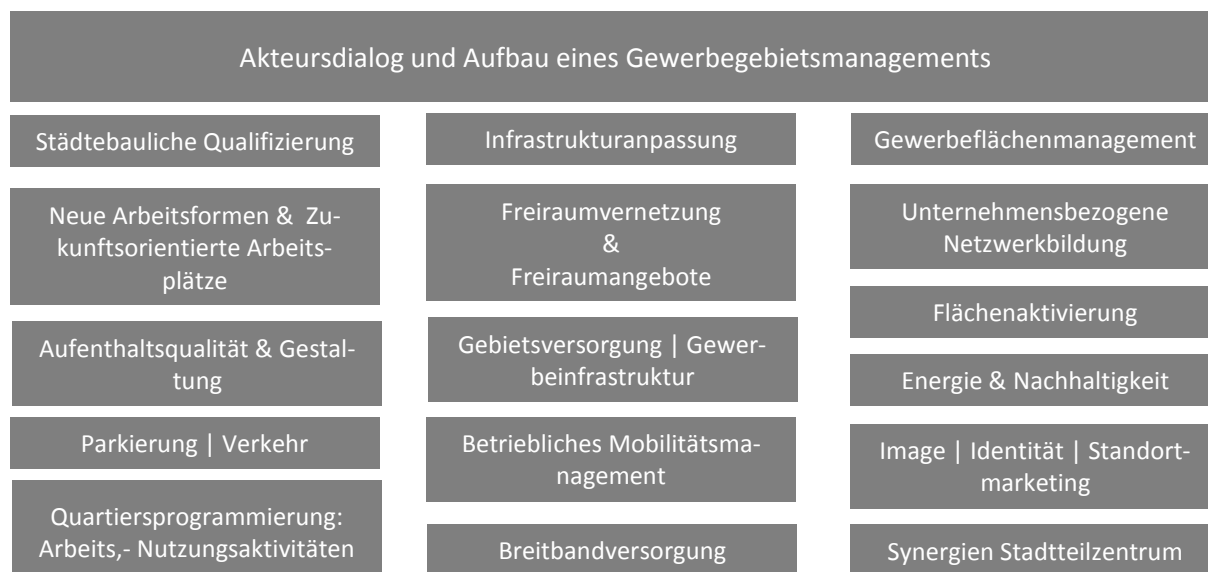 Akteursdialog und Aufbau eines Gewerbegebietsmanagements
Städtebauliche Qualifizierung
Neue Arbeitsformen & Zu-
kunftsorientierte Arbeits-
plätze
Aufenthaltsqualität & Gestal-
tung
Parkierung | Verkehr
Quartiersprogrammierung:
Arbeits,- Nutzungsaktivitäten
Infrastrukturanpassung
Freiraumvernetzung
&
Freiraumangebote
Gebietsversorgung | Gewer-
beinfrastruktur
Betriebliches Mobilitätsma-
nagement
Breitbandversorgung
Gewerbeflächenmanagement
Unternehmensbezogene
Netzwerkbildung
Flächenaktivierung
Energie & Nachhaltigkeit
Image | Identität | Standort-
marketing
Synergien Stadtteilzentrum